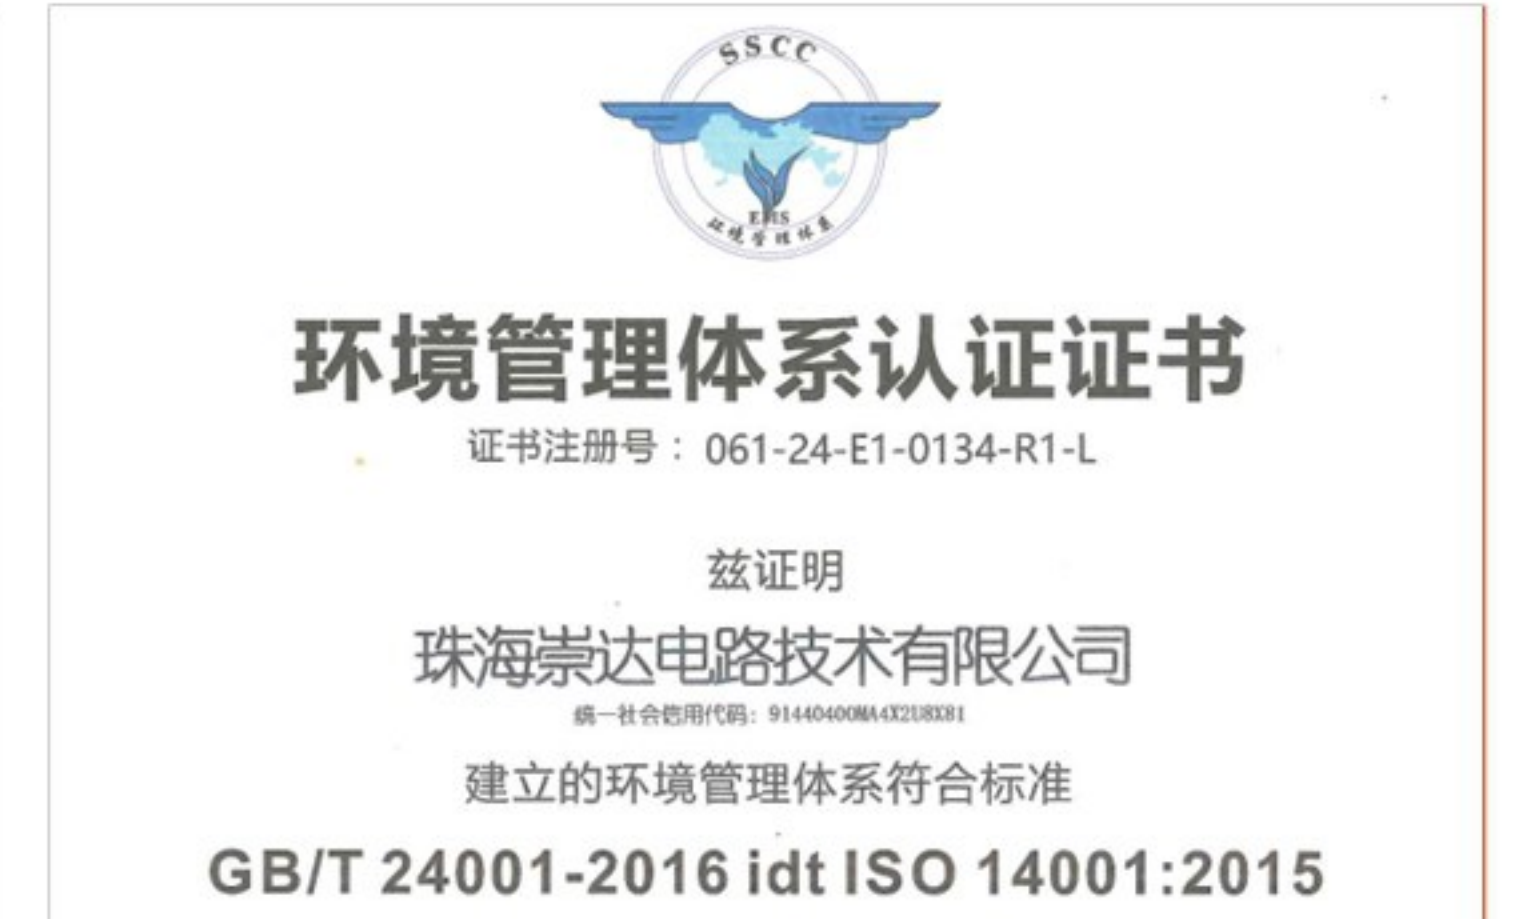 SSCC
EMS
环境管理体系
环境管理体系认证证书
证书注册号：061-24-E1-0134-R1-L
兹证明
珠海崇达电路技术有限公司
统一社会信用代码：91440400MA4X2U8X81
建立的环境管理体系符合标准
GB/T 24001-2016 idt ISO 14001:2015